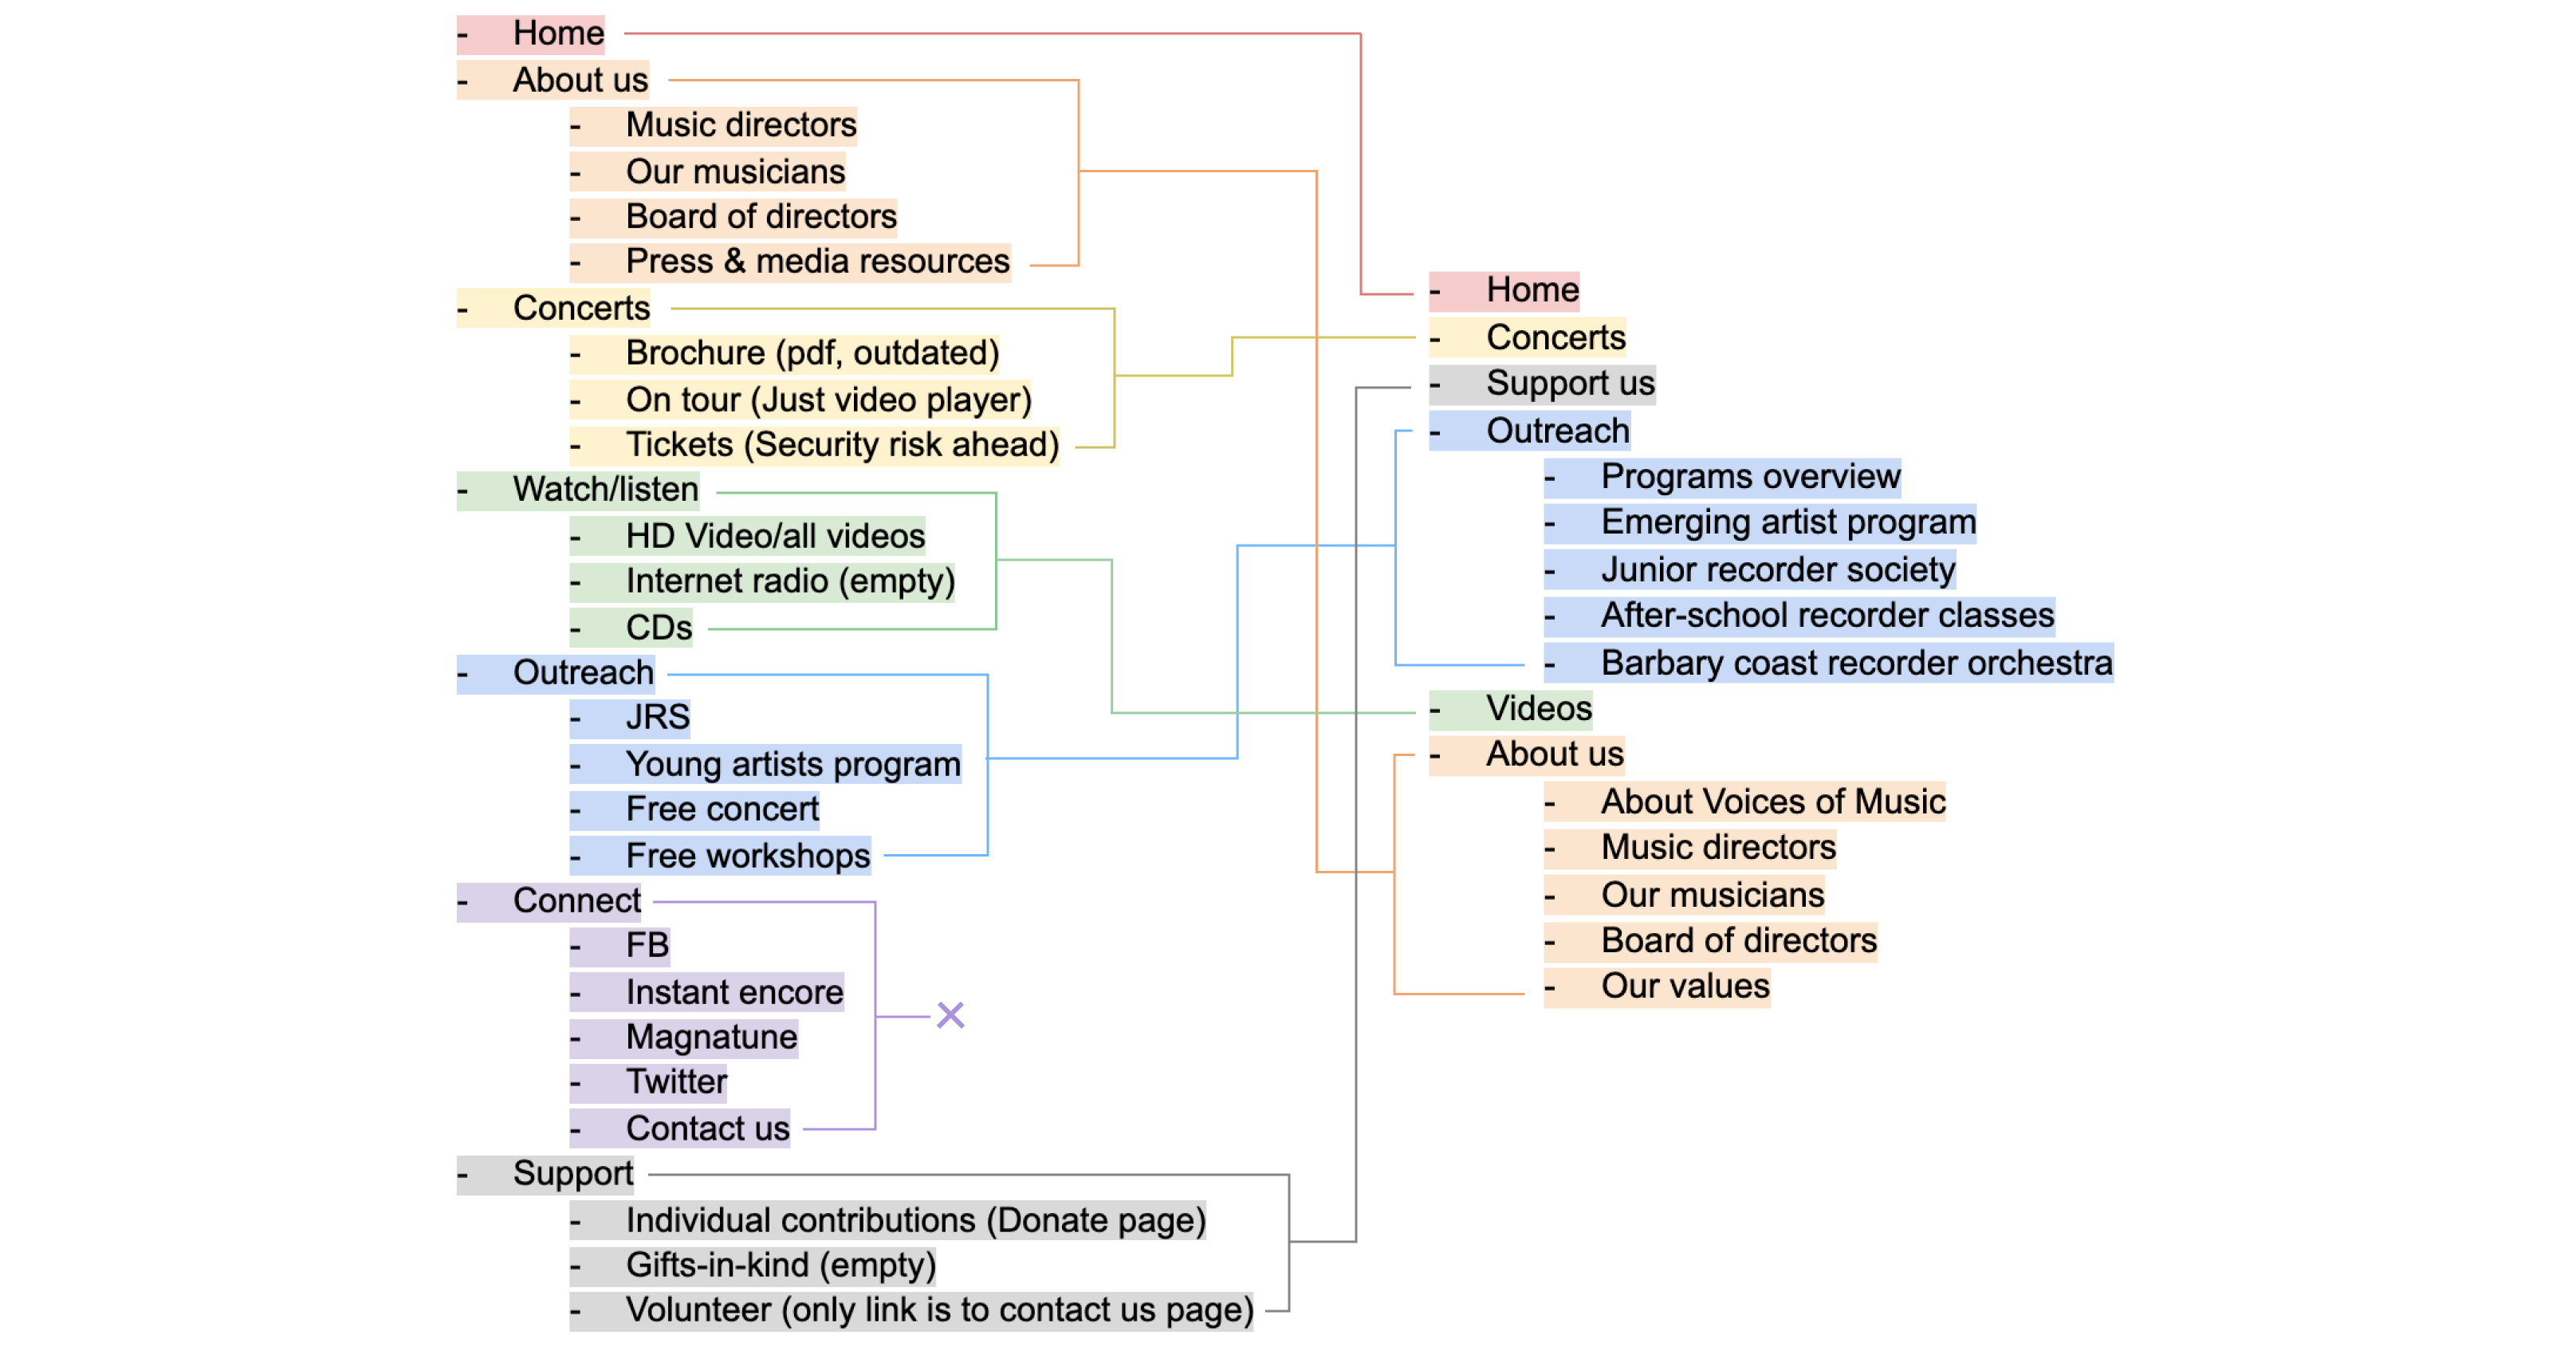 - Home
- About us
- Music directors
- Our musicians
- Board of directors
- Press & media resources
- Concerts
- Brochure (pdf, outdated)
- On tour (Just video player)
- Tickets (Security risk ahead)
- Watch/listen
- HD Video/all videos
- Internet radio (empty)
- CDs
- Outreach
- JRS
- Young artists program
- Free concert
- Free workshops
- Connect
- FB
- Instant encore
- Magnatune
- Twitter
- Contact us
- Support
- Individual contributions (Donate page)
- Gifts-in-kind (empty)
- Volunteer (only link is to contact us page)
- Home
- Concerts
- Support us
- Outreach
- Programs overview
- Emerging artist program
- Junior recorder society
- After-school recorder classes
- Barbary coast recorder orchestra
- Videos
- About us
- About Voices of Music
- Music directors
- Our musicians
- Board of directors
- Our values